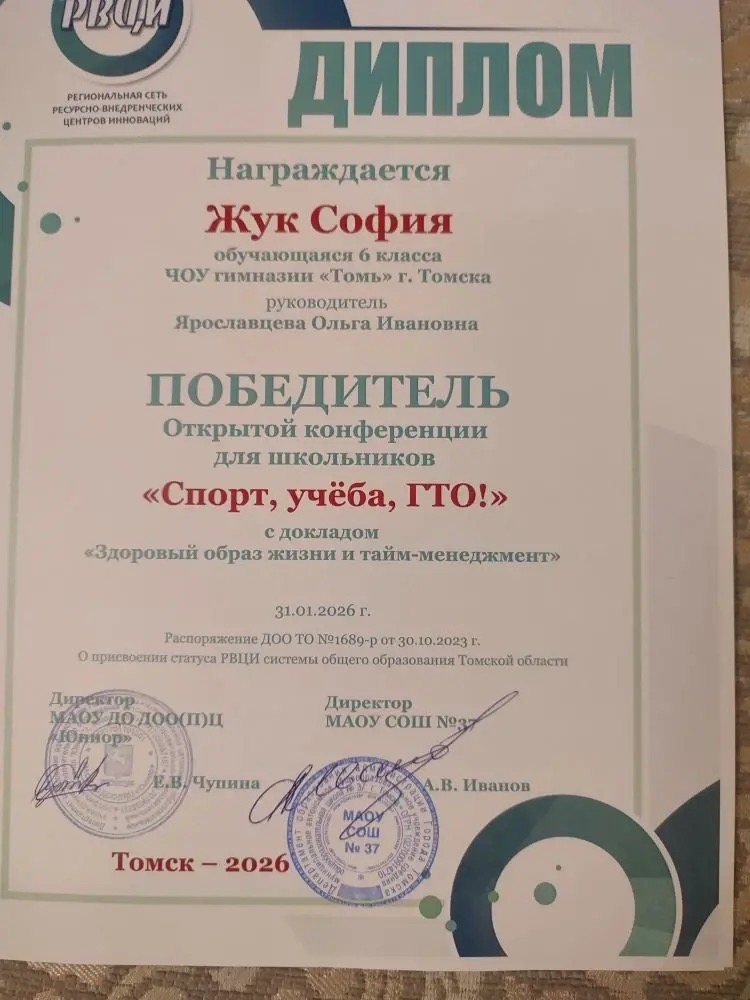 РВЦИ
РЕГИОНАЛЬНАЯ СЕТЬ
РЕСУРСНО-ВНЕДРЕНЧЕСКИХ
ЦЕНТРОВ ИННОВАЦИЙ
ДИПЛОМ
Награждается
Жук София
обучающаяся 6 класса
ЧОУ гимназии «Томь» г. Томска
руководитель
Ярославцева Ольга Ивановна
ПОБЕДИТЕЛЬ
Открытой конференции
для школьников
«Спорт, учёба, ГТО!»
с докладом
«Здоровый образ жизни и тайм-менеджмент»
31.01.2026 г.
Распоряжение ДОО ТО №1689-р от 30.10.2023 г.
О присвоении статуса РВЦИ системы общего образования Томской области
Директор
МАОУ ДО ДОО(П)Ц
«Юниор»
Е.В. Чупина
Директор
МАОУ СОШ №37
А.В. Иванов
МАОУ
СОШ
№ 37
Томск – 2026